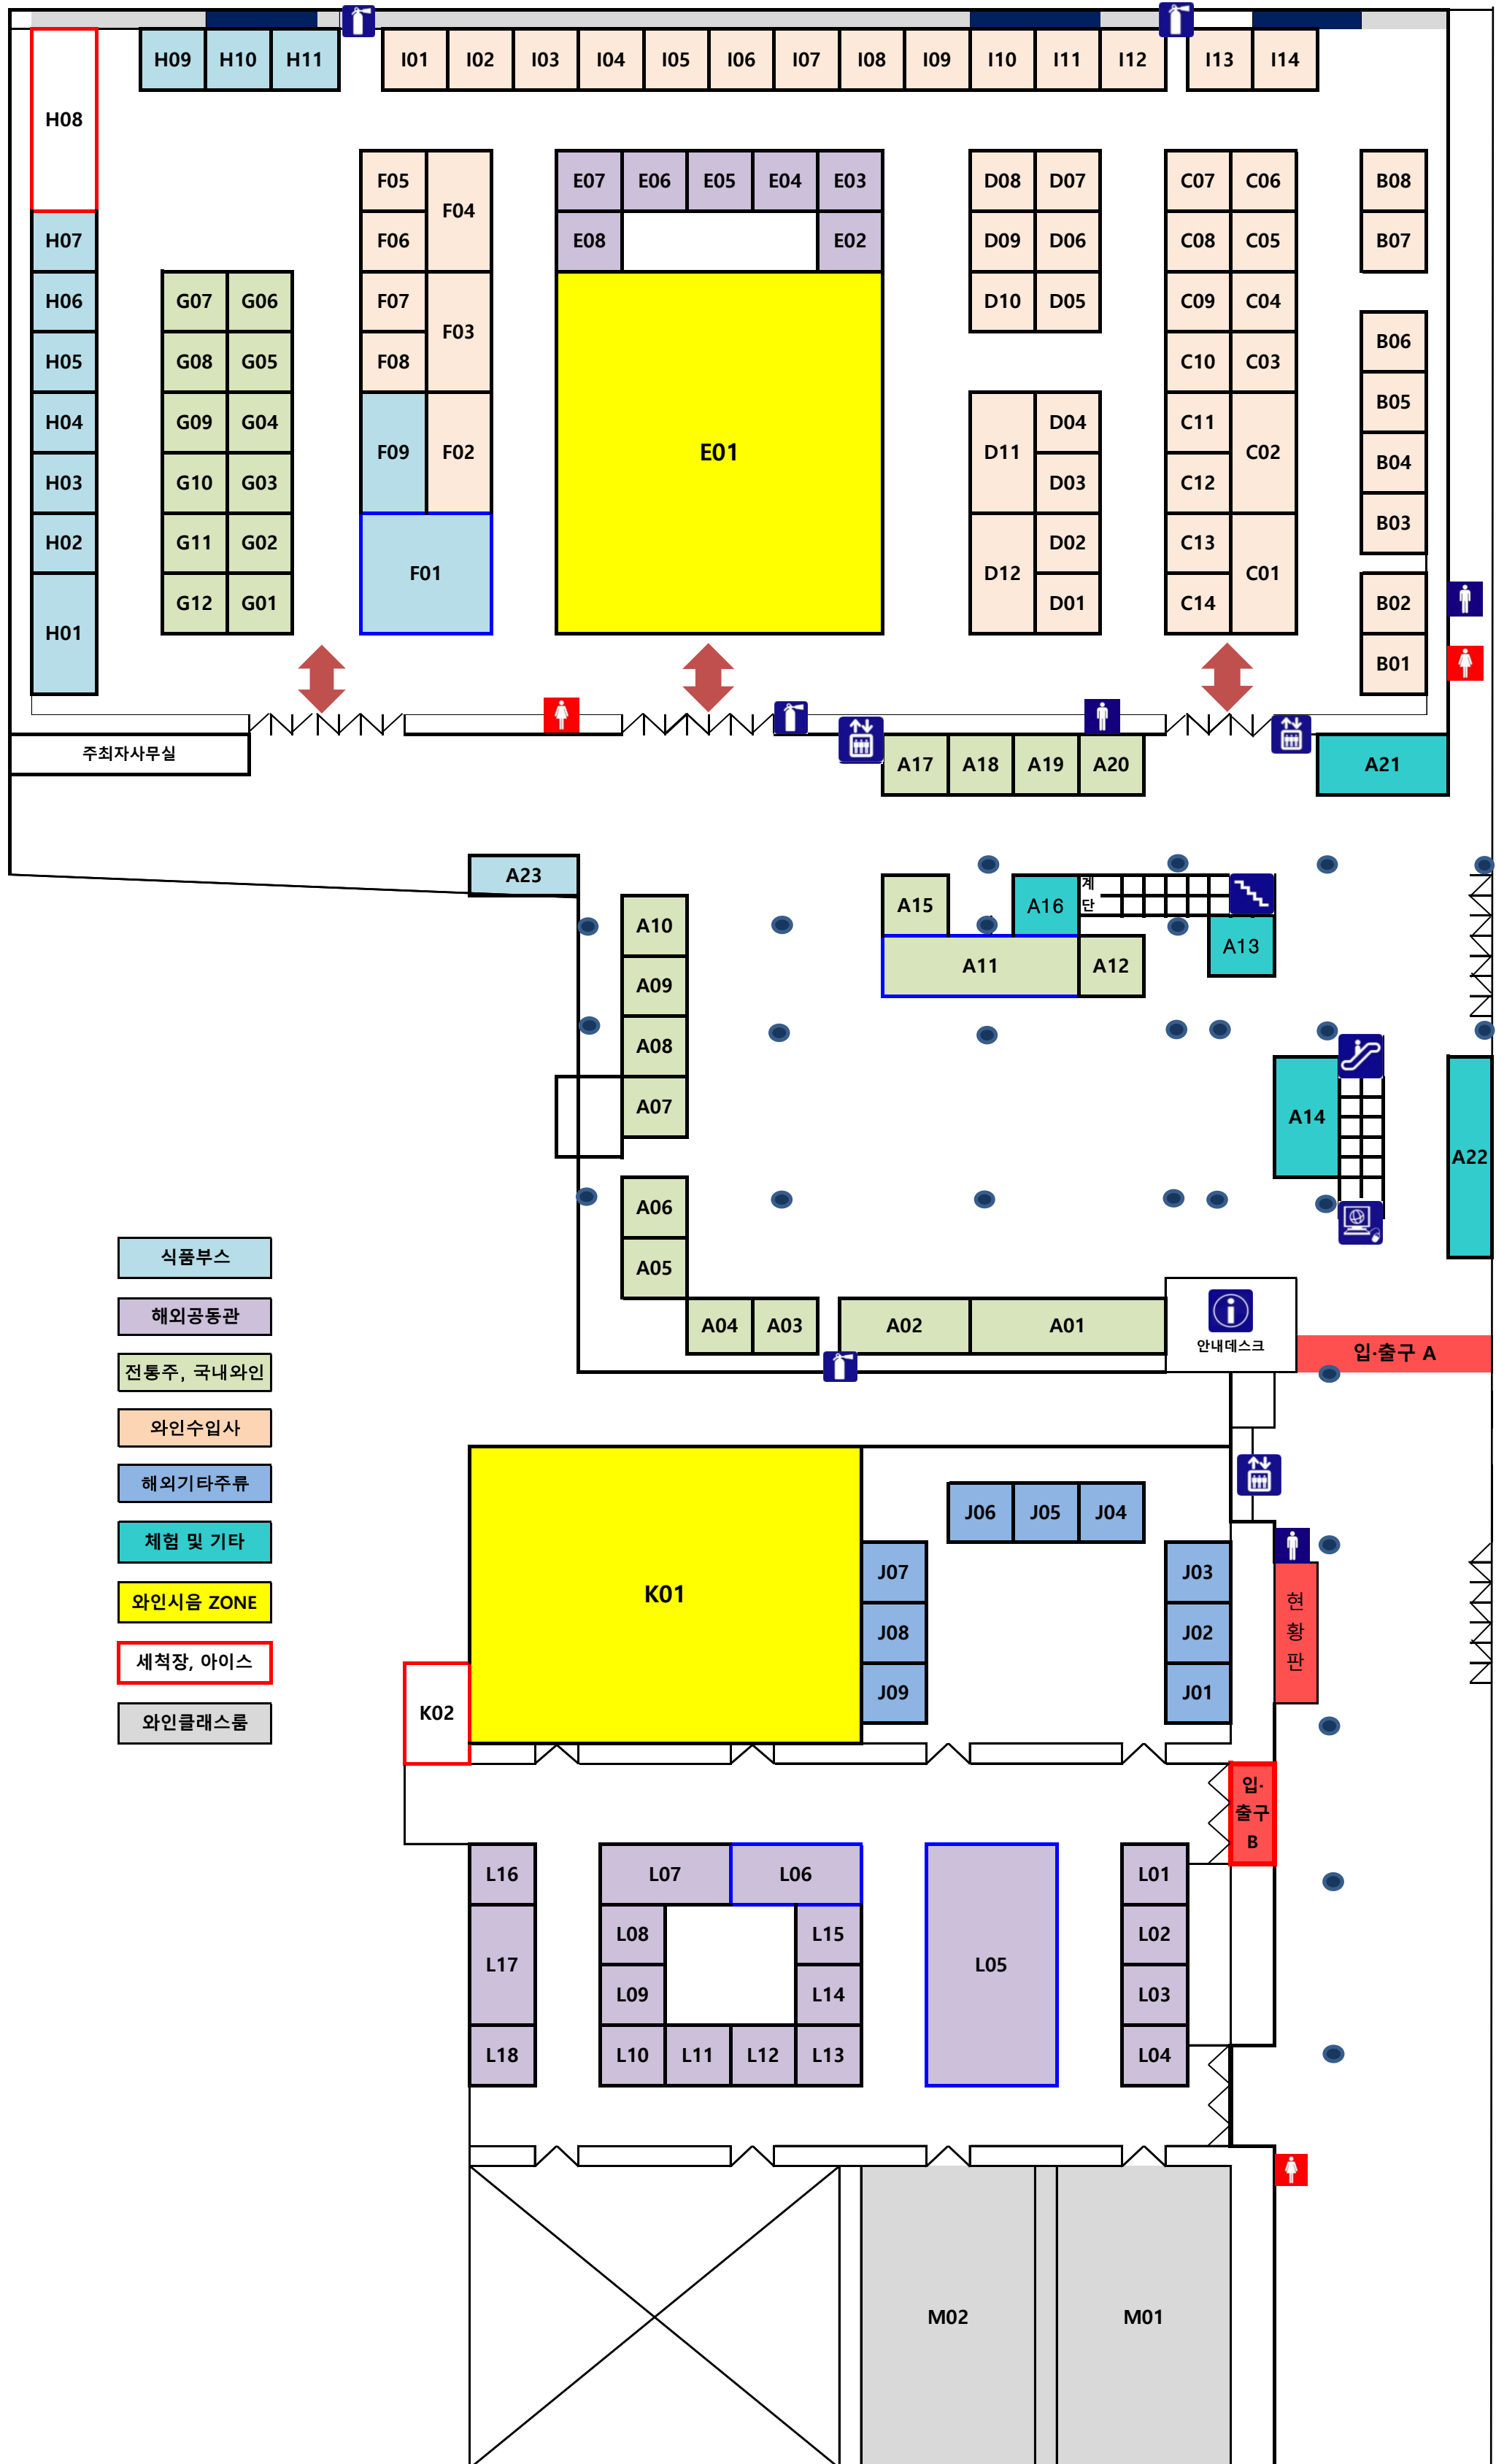 H09 H10 H11 I01 I02 I03 I04 I05 I06 I07 I08 I09 I10 I11 I12 I13 I14
H08
F05 F04 E07 E06 E05 E04 E03 D08 D07 C07 C06 B08
H07 F06 E08 E02 D09 D06 C08 C05 B07
H06 G07 G06 F07 F03 D10 D05 C09 C04
B06
H05 G08 G05 F08 C10 C03
B05
H04 G09 G04 D04 C11
F09 F02 E01 D11 C02
B04
H03 G10 G03 D03 C12
B03
H02 G11 G02 D02 C13
F01 D12 C01
G12 G01 D01 C14 B02
H01
B01
주최자사무실
A17 A18 A19 A20 A21
A23
계
단
A15 A16
A10
A13
A11 A12
A09
A08
A07 A14
A22
A06
A05
식품부스
해외공동관
A04 A03 A02 A01
안내데스크
입·출구 A
전통주, 국내와인
와인수입사
해외기타주류
체험 및 기타
와인시음 ZONE
세척장, 아이스
와인클래스룸
J06 J05 J04
J07 J03
K01
현
황
판
J08 J02
J09 J01
K02
입·
출구
B
L16 L07 L06 L01
L08 L15 L02
L17 L05
L09 L14 L03
L18 L10 L11 L12 L13 L04
M02 M01